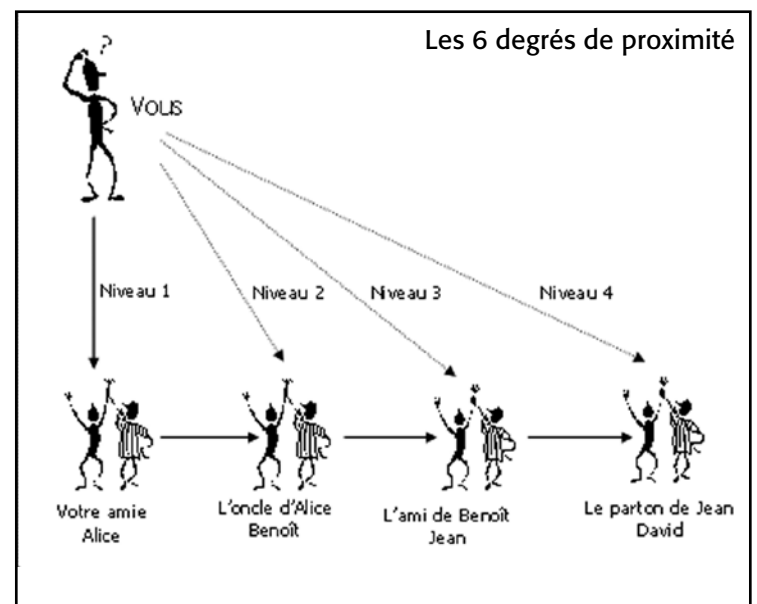 Les 6 degrés de proximité
?
Vous
Niveau 1
Niveau 2
Niveau 3
Niveau 4
Votre amie
Alice
L'oncle d'Alice
Benoît
L'ami de Benoît
Jean
Le parton de Jean
David